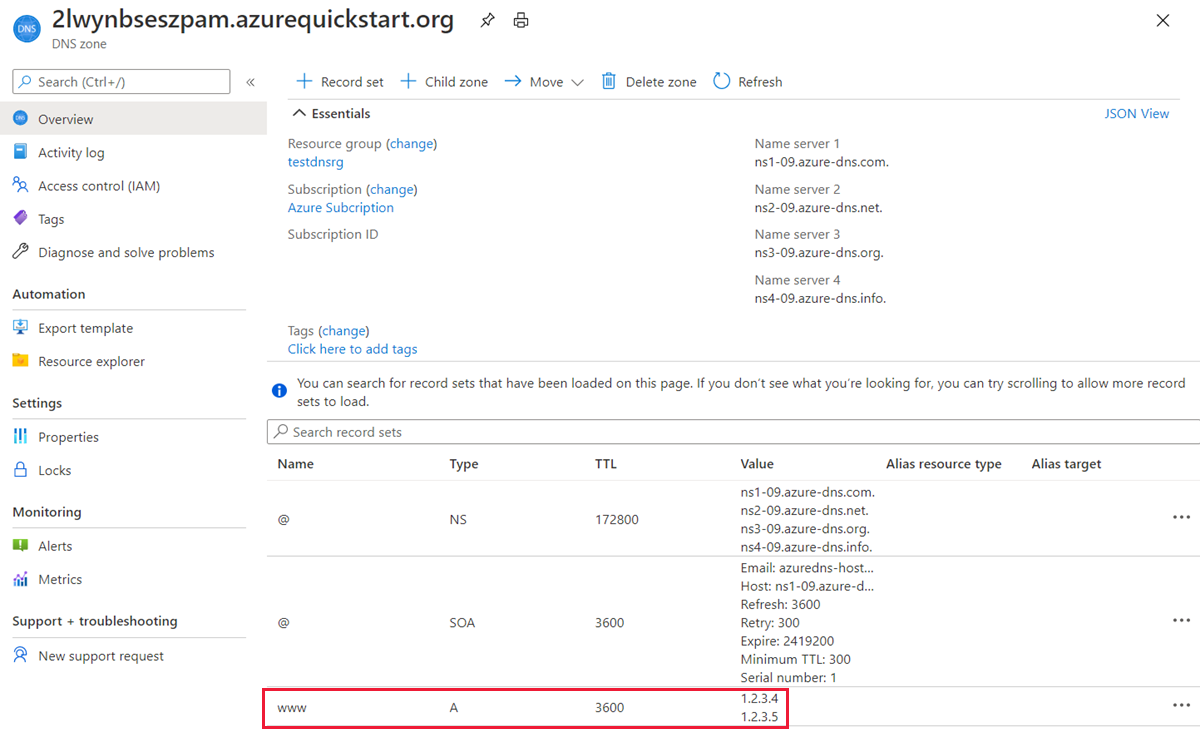 DNS
2lwynbseszpam.azurequickstart.org
DNS zone
Search (Ctrl+/)
«
Record set
Child zone
Move
Delete zone
Refresh
Overview
Activity log
Access control (IAM)
Tags
Diagnose and solve problems
Automation
Export template
Resource explorer
Settings
Properties
Locks
Monitoring
Alerts
Metrics
Support + troubleshooting
New support request
Essentials
JSON View
Resource group (change)
testdnsrg
Subscription (change)
Azure Subcription
Subscription ID
Name server 1
ns1-09.azure-dns.com.
Name server 2
ns2-09.azure-dns.net.
Name server 3
ns3-09.azure-dns.org.
Name server 4
ns4-09.azure-dns.info.
Tags (change)
Click here to add tags
You can search for record sets that have been loaded on this page. If you don't see what you're looking for, you can try scrolling to allow more record
sets to load.
Search record sets
Name Type TTL Value Alias resource type Alias target
@ NS 172800
ns1-09.azure-dns.com.
ns2-09.azure-dns.net.
ns3-09.azure-dns.org.
ns4-09.azure-dns.info.
@ SOA 3600
Email: azuredns-host...
Host: ns1-09.azure-d...
Refresh: 3600
Retry: 300
Expire: 2419200
Minimum TTL: 300
Serial number: 1
www A 3600
1.2.3.4
1.2.3.5